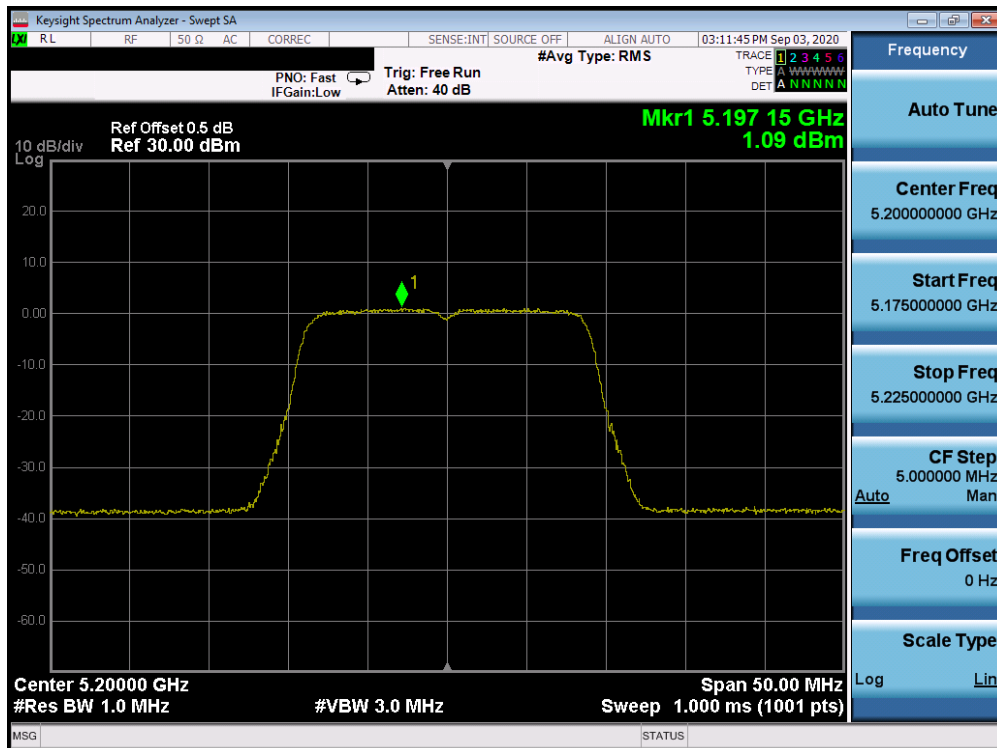 Keysight Spectrum Analyzer - Swept SA
LXI RL RF 50 Ω AC CORREC SENSE:INT SOURCE OFF ALIGN AUTO 03:11:45 PM Sep 03, 2020
#Avg Type: RMS
TRACE 1 2 3 4 5 6
PNO: Fast Trig: Free Run TYPE A WWWWW
IFGain:Low Atten: 40 dB DET A N N N N N
Mkr1 5.197 15 GHz
1.09 dBm
Ref Offset 0.5 dB
10 dB/div Ref 30.00 dBm
Log
20.0
10.0
1
0.00
-10.0
-20.0
-30.0
-40.0
-50.0
-60.0
Center 5.20000 GHz Span 50.00 MHz
#Res BW 1.0 MHz #VBW 3.0 MHz Sweep 1.000 ms (1001 pts)
MSG STATUS
Frequency
Auto Tune
Center Freq
5.200000000 GHz
Start Freq
5.175000000 GHz
Stop Freq
5.225000000 GHz
CF Step
5.000000 MHz
Auto Man
Freq Offset
0 Hz
Scale Type
Log Lin